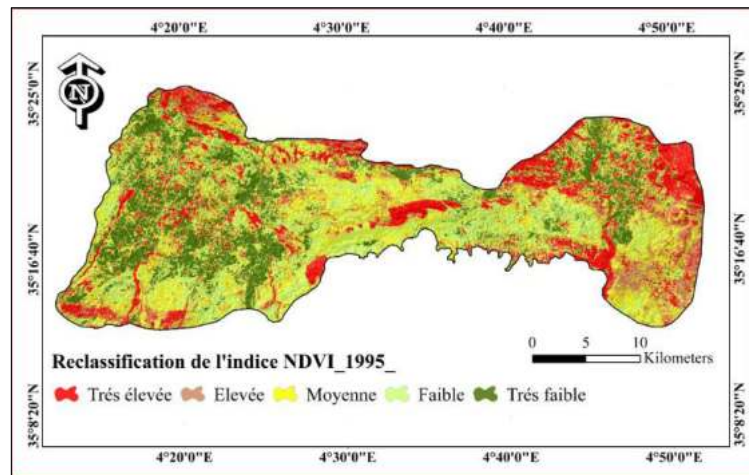 4°20'0"E 4°30'0"E 4°40'0"E 4°50'0"E
N
35°25'0"N 35°25'0"N
35°16'40"N 35°16'40"N
35°8'20"N 35°8'20"N
0 5 10
Kilometers
Reclassification de l'indice NDVI_1995_
Trés élevée Elevée Moyenne Faible Trés faible
4°20'0"E 4°30'0"E 4°40'0"E 4°50'0"E